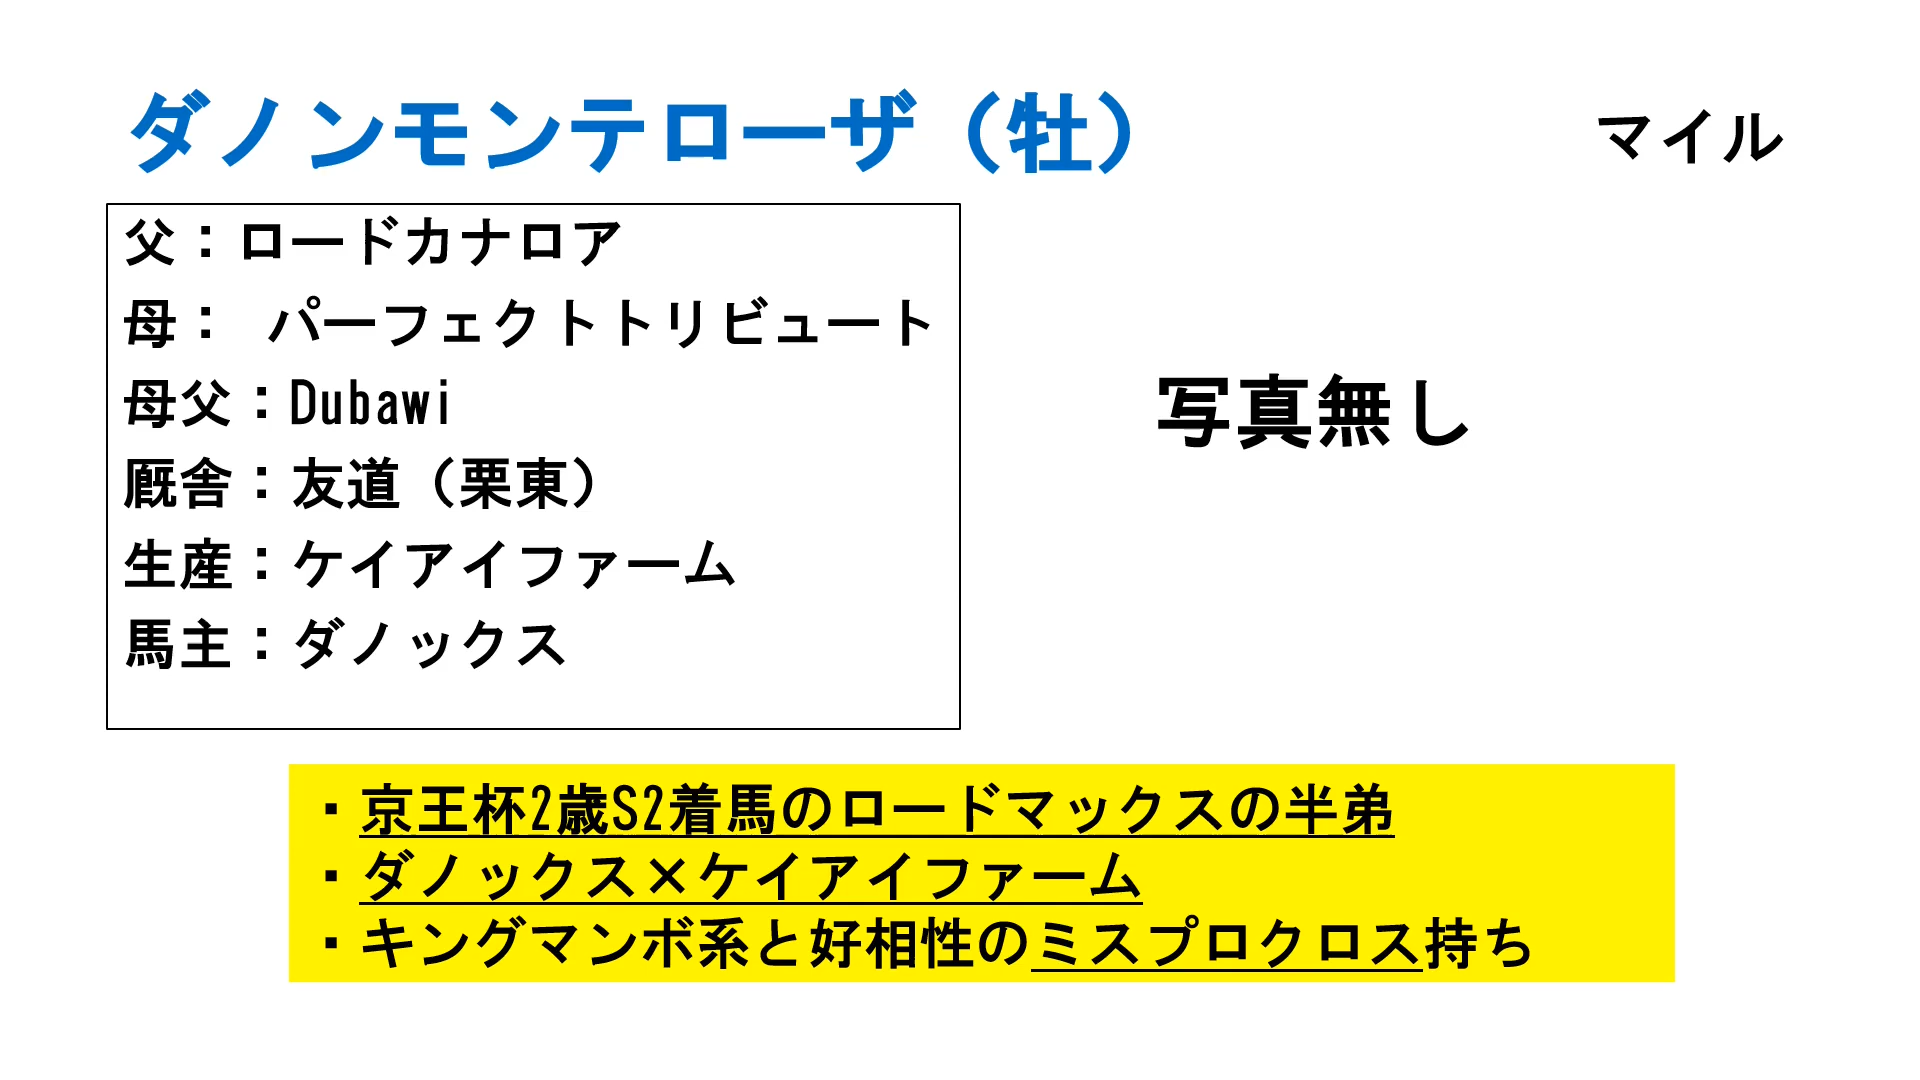 ダノンモンテローザ（牡）
マイル
父：ロードカナロア
母： パーフェクトトリビュート
母父：Dubawi
厩舎：友道（栗東）
生産：ケイアイファーム
馬主：ダノックス
写真無し
・京王杯2歳S2着馬のロードマックスの半弟
・ダノックス×ケイアイファーム
・キングマンボ系と好相性のミスプロクロス持ち